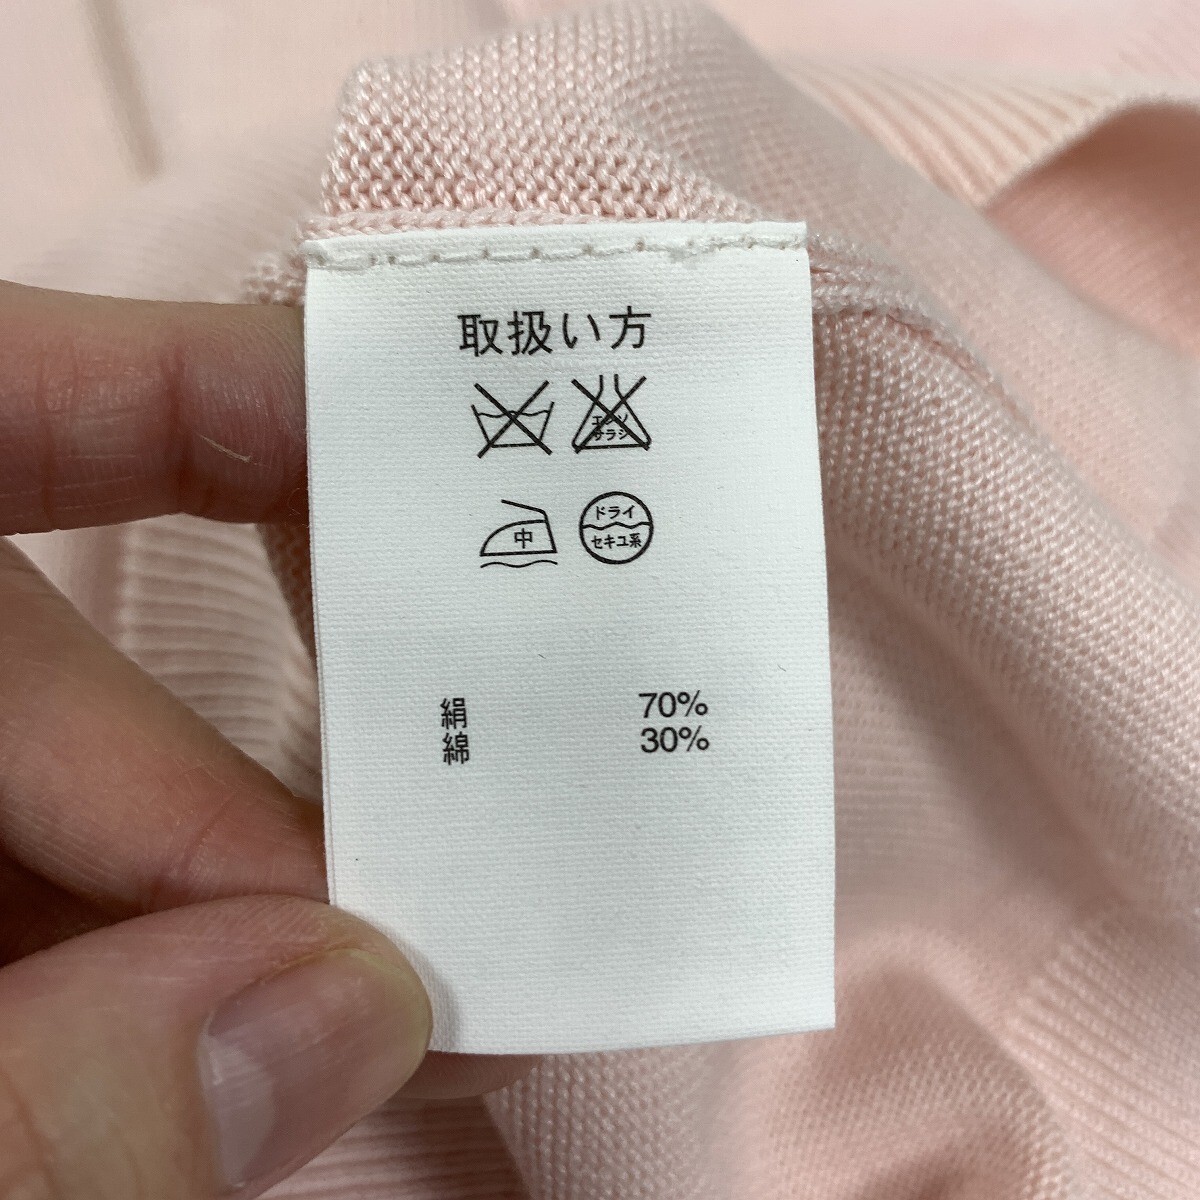 取扱い方
エンソ
サラシ
中
ドライ
セキユ系
絹 70%
綿 30%